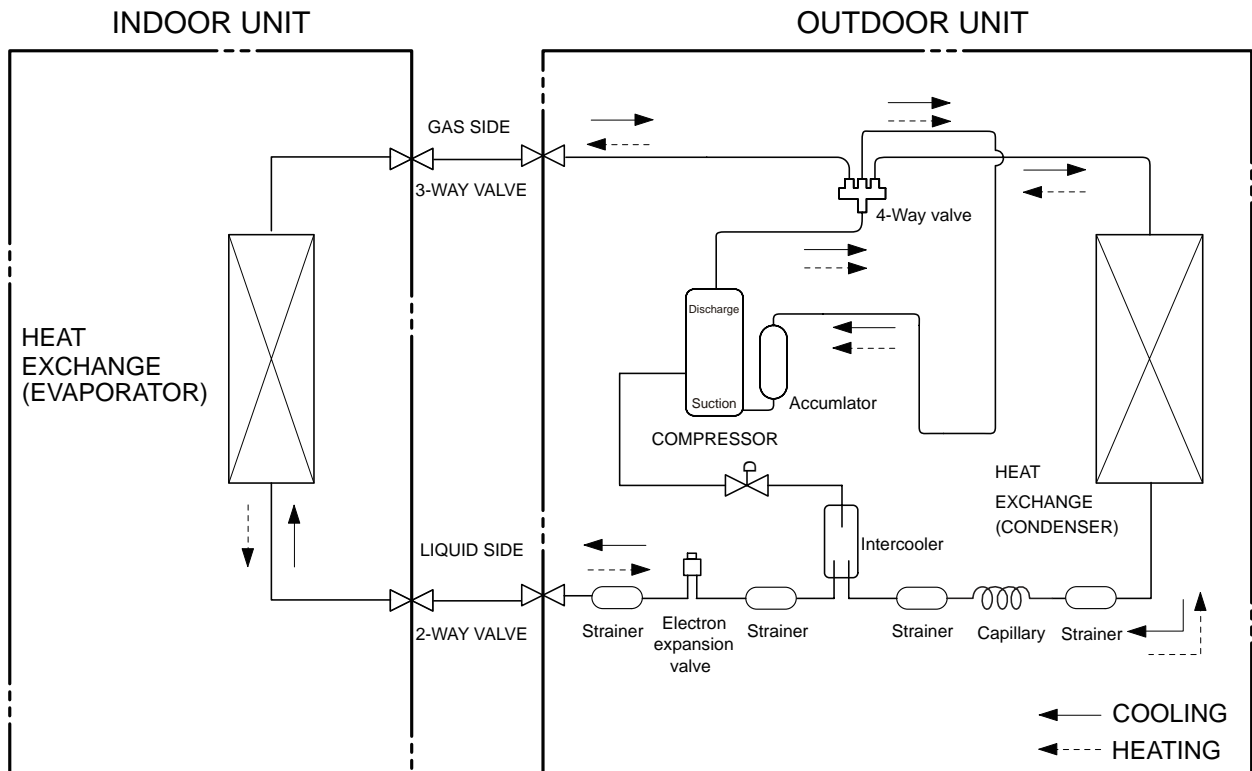 INDOOR UNIT
OUTDOOR UNIT
GAS SIDE
3-WAY VALVE
4-Way valve
Discharge
HEAT
EXCHANGE
(EVAPORATOR)
Suction
Accumlator
COMPRESSOR
HEAT
EXCHANGE
(CONDENSER)
Intercooler
LIQUID SIDE
2-WAY VALVE
Strainer
Electron
expansion
valve
Strainer
Strainer
Capillary
Strainer
COOLING
HEATING